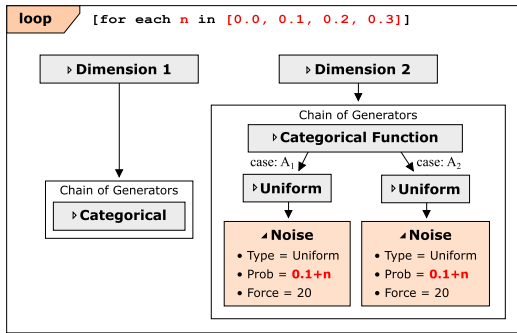 loop [for each n in [0.0, 0.1, 0.2, 0.3]]
Dimension 1
Dimension 2
Chain of Generators
Categorical Function
case: A1
case: A2
Chain of Generators
Categorical
Uniform
Uniform
Noise
• Type = Uniform
• Prob = 0.1+n
• Force = 20
Noise
• Type = Uniform
• Prob = 0.1+n
• Force = 20